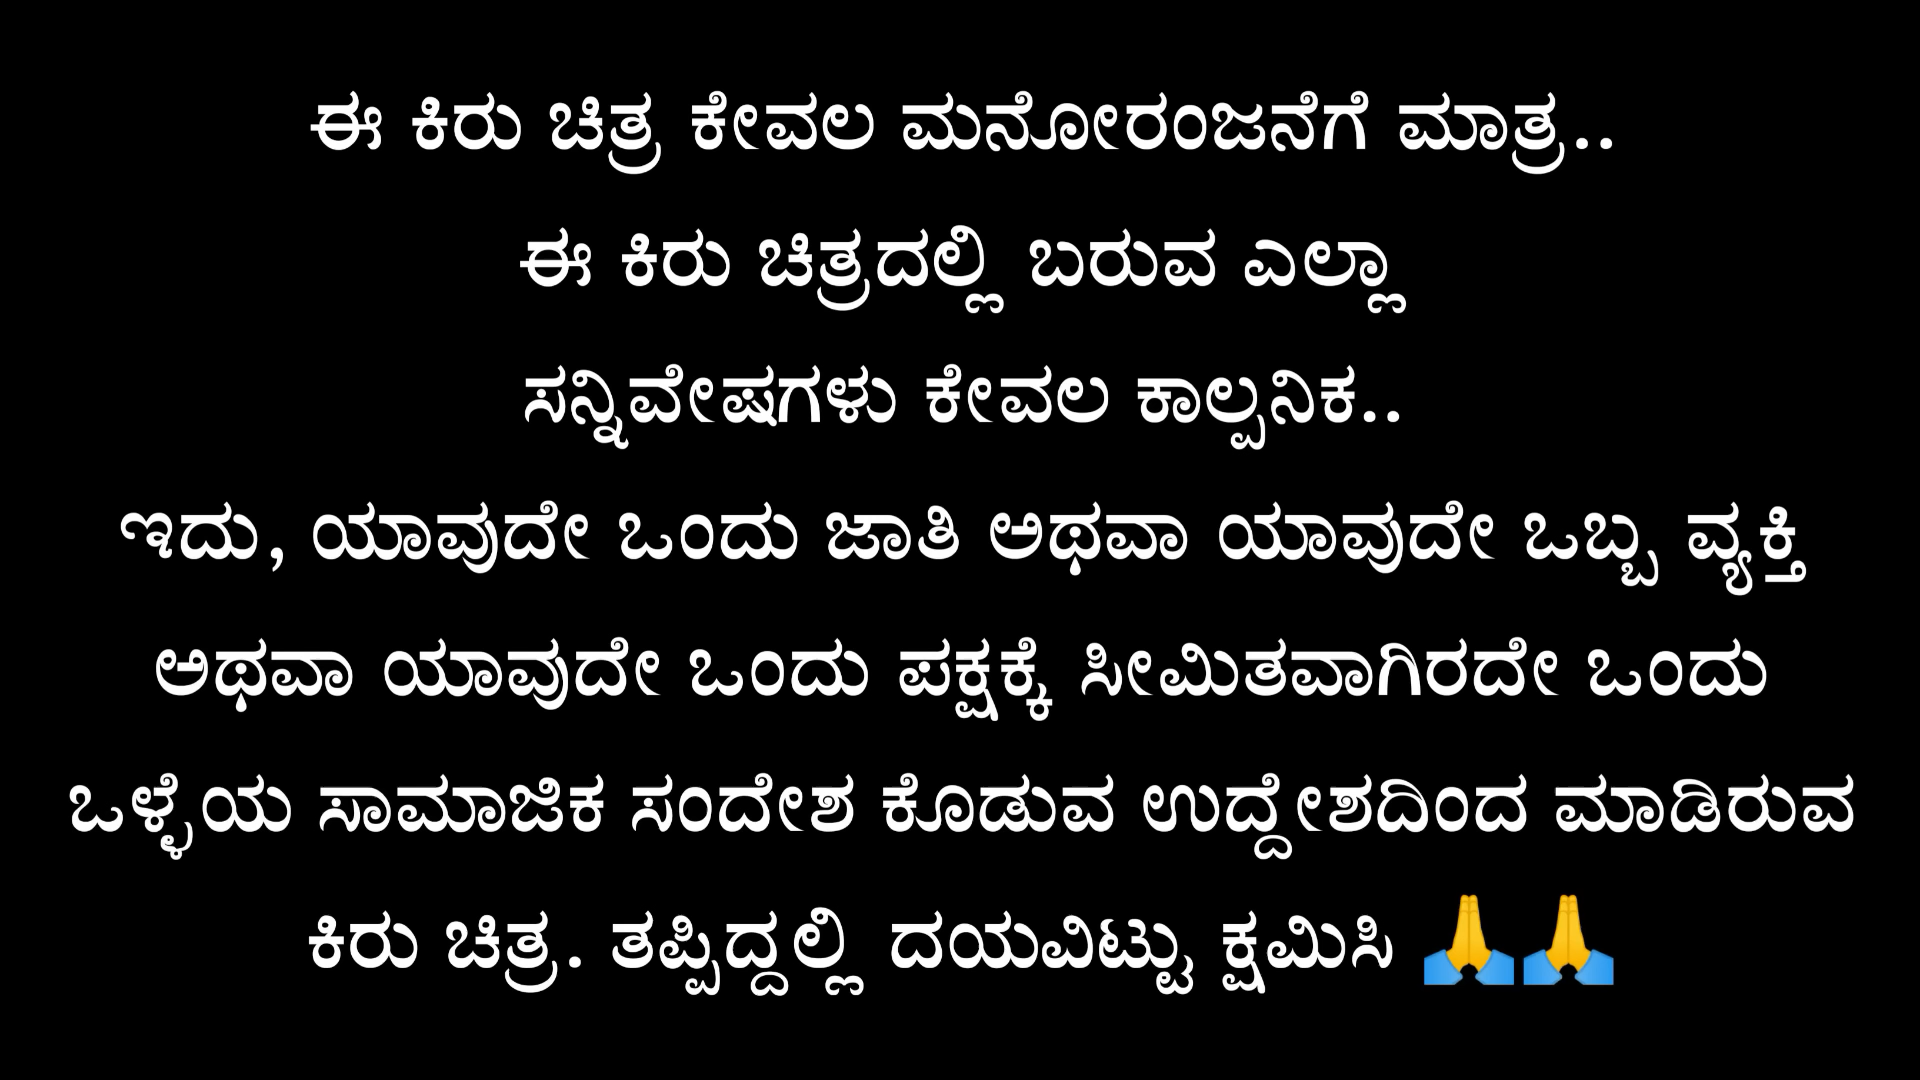 ಈ ಕಿರು ಚಿತ್ರ ಕೇವಲ ಮನೋರಂಜನೆಗೆ ಮಾತ್ರ..
ಈ ಕಿರು ಚಿತ್ರದಲ್ಲಿ ಬರುವ ಎಲ್ಲಾ
ಸನ್ನಿವೇಷಗಳು ಕೇವಲ ಕಾಲ್ಪನಿಕ..
ಇದು, ಯಾವುದೇ ಒಂದು ಜಾತಿ ಅಥವಾ ಯಾವುದೇ ಒಬ್ಬ ವ್ಯಕ್ತಿ
ಅಥವಾ ಯಾವುದೇ ಒಂದು ಪಕ್ಷಕ್ಕೆ ಸೀಮಿತವಾಗಿರದೇ ಒಂದು
ಒಳ್ಳೆಯ ಸಾಮಾಜಿಕ ಸಂದೇಶ ಕೊಡುವ ಉದ್ದೇಶದಿಂದ ಮಾಡಿರುವ
ಕಿರು ಚಿತ್ರ. ತಪ್ಪಿದ್ದಲ್ಲಿ ದಯವಿಟ್ಟು ಕ್ಷಮಿಸಿ 🙏🙏